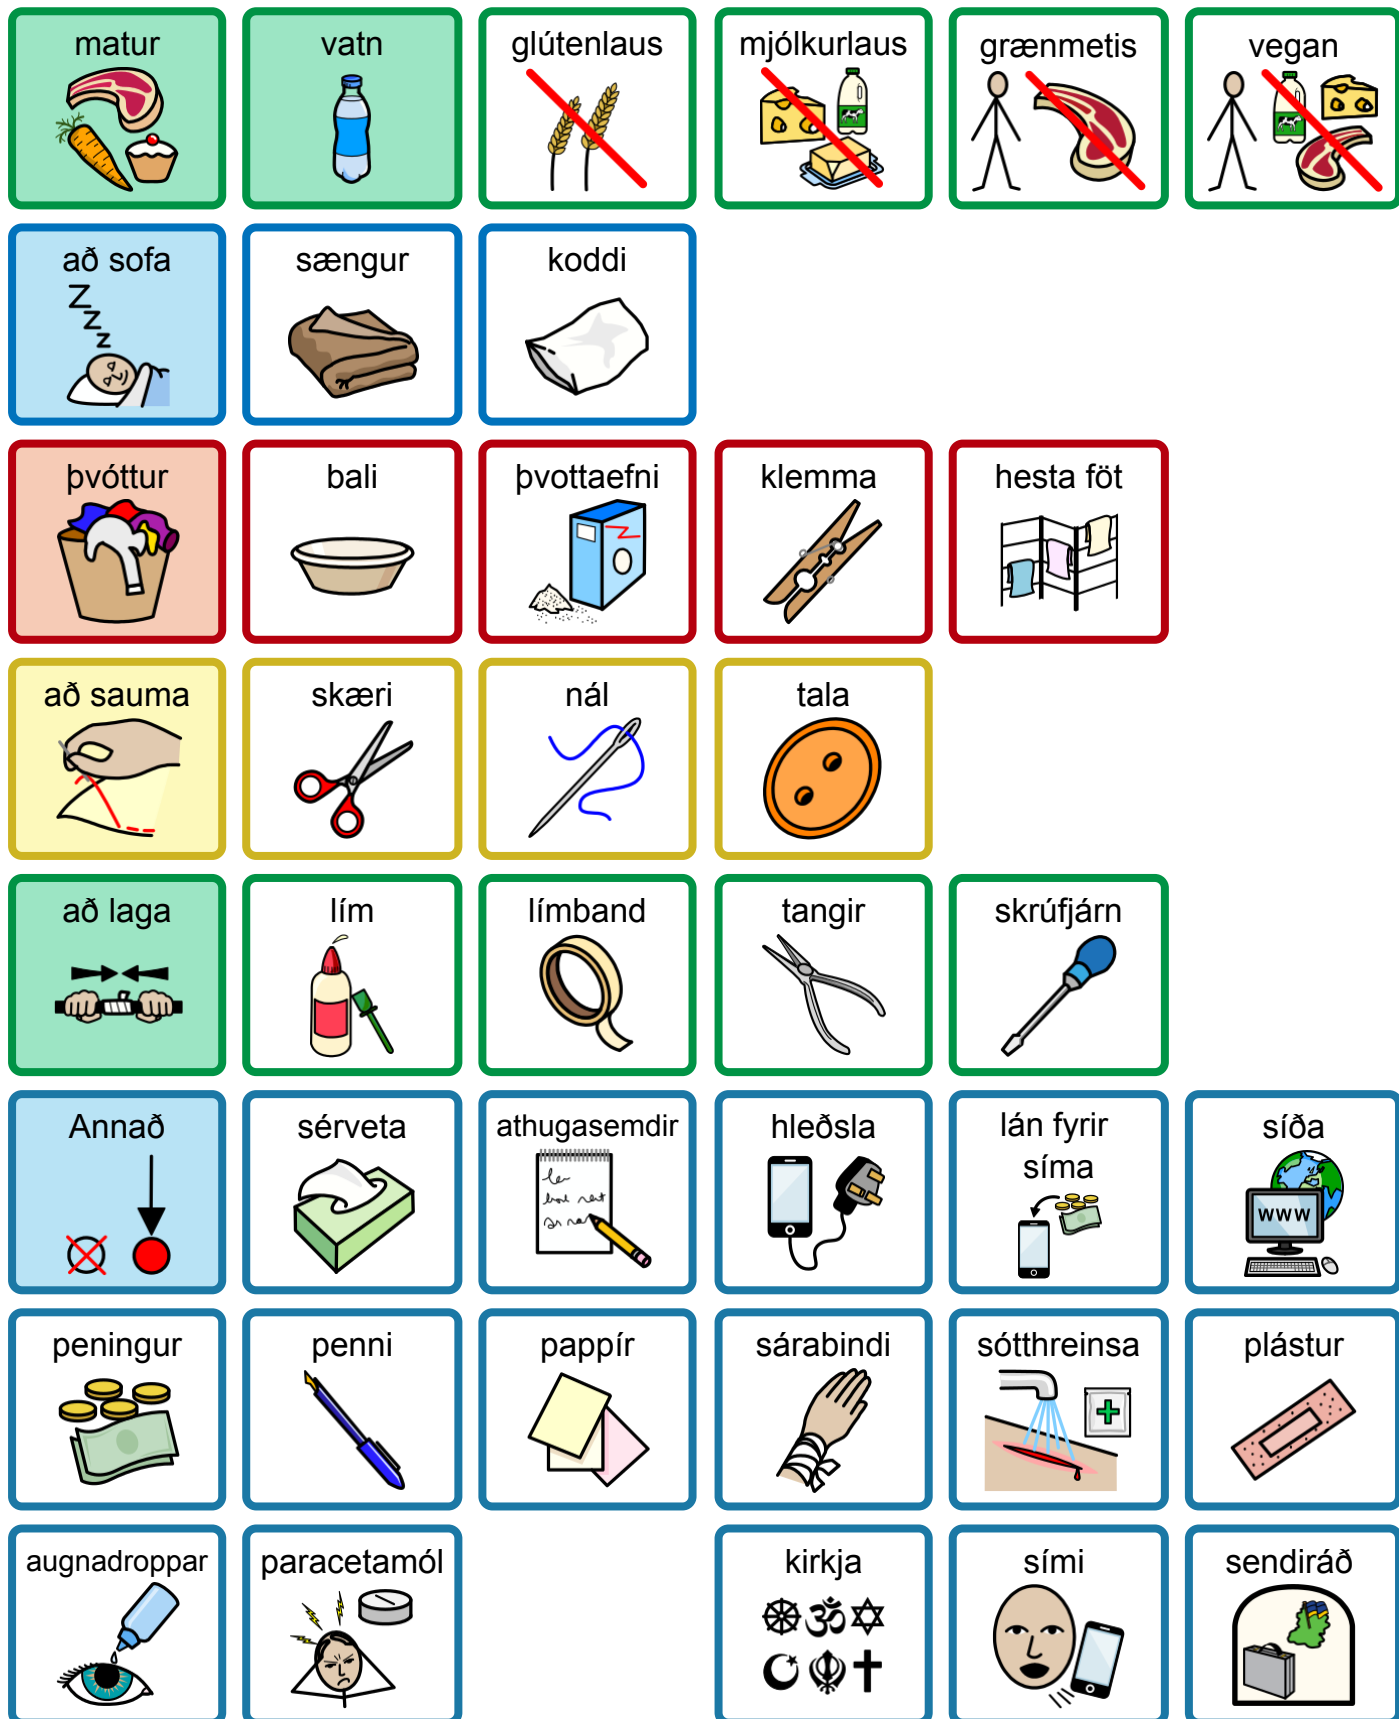 matur
vatn
glútenlaus
mjólkurlaus
grænmetis
vegan
að sofa
sængur
koddi
þvóttur
bali
þvottaefni
klemma
hesta föt
að sauma
skæri
nál
tala
að laga
lím
límband
tangir
skrúfjárn
Annað
sérveta
athugasemdir
hleðsla
lán fyrir
síma
síða
www
peningur
penni
pappír
sárabindi
sótthreinsa
plástur
augnadroppar
paracetamól
kirkja
sími
sendiráð